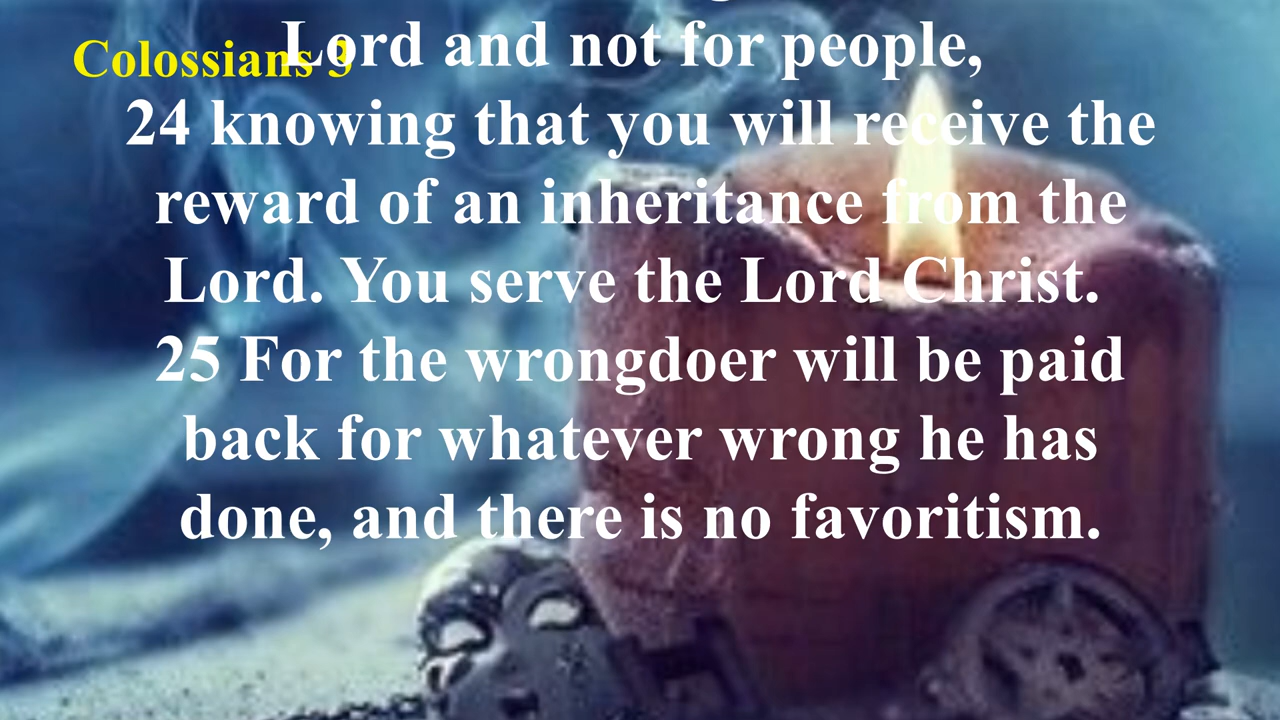 Colossians 3
Lord and not for people,
24 knowing that you will receive the
reward of an inheritance from the
Lord. You serve the Lord Christ.
25 For the wrongdoer will be paid
back for whatever wrong he has
done, and there is no favoritism.